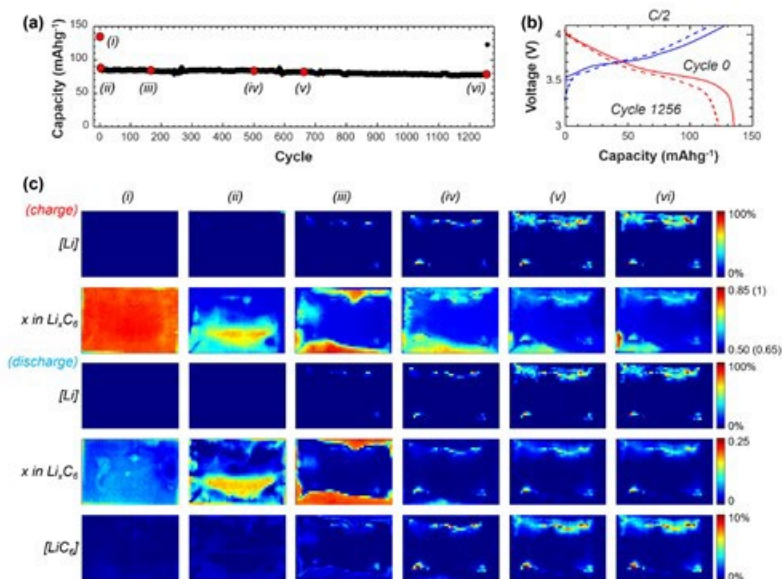 (a)
Capacity (mAhg-1)
150
100
50
0
(i)
(ii)
(iii)
(iv)
(v)
(vi)
0 100 200 300 400 500 600 700 800 900 1000 1100 1200
Cycle
(b)
C/2
Voltage (V)
4
3.5
3
Cycle 0
Cycle 1256
0 50 100 150
Capacity (mAhg-1)
(c)
(i) (ii) (iii) (iv) (v) (vi)
(charge)
[Li]
100%
0%
x in LixC6
0.85 (1)
0.50 (0.65)
(discharge)
[Li]
100%
0%
x in LixC6
0.25
0
[LiC6]
10%
0%